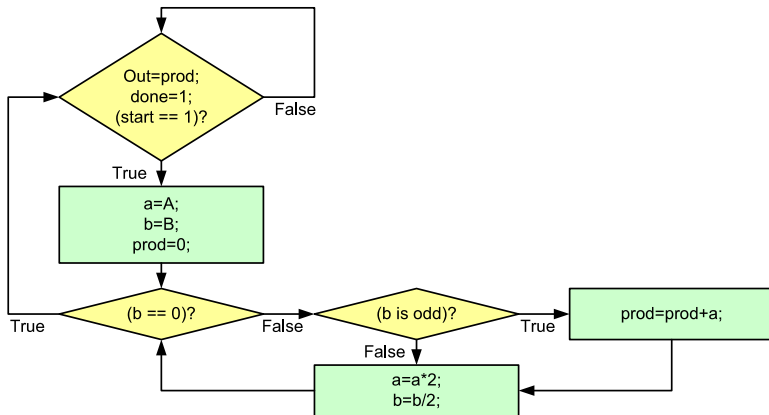 Out=prod;
done=1;
(start == 1)?
False
True
a=A;
b=B;
prod=0;
(b == 0)?
True
False
(b is odd)?
True
False
prod=prod+a;
a=a*2;
b=b/2;